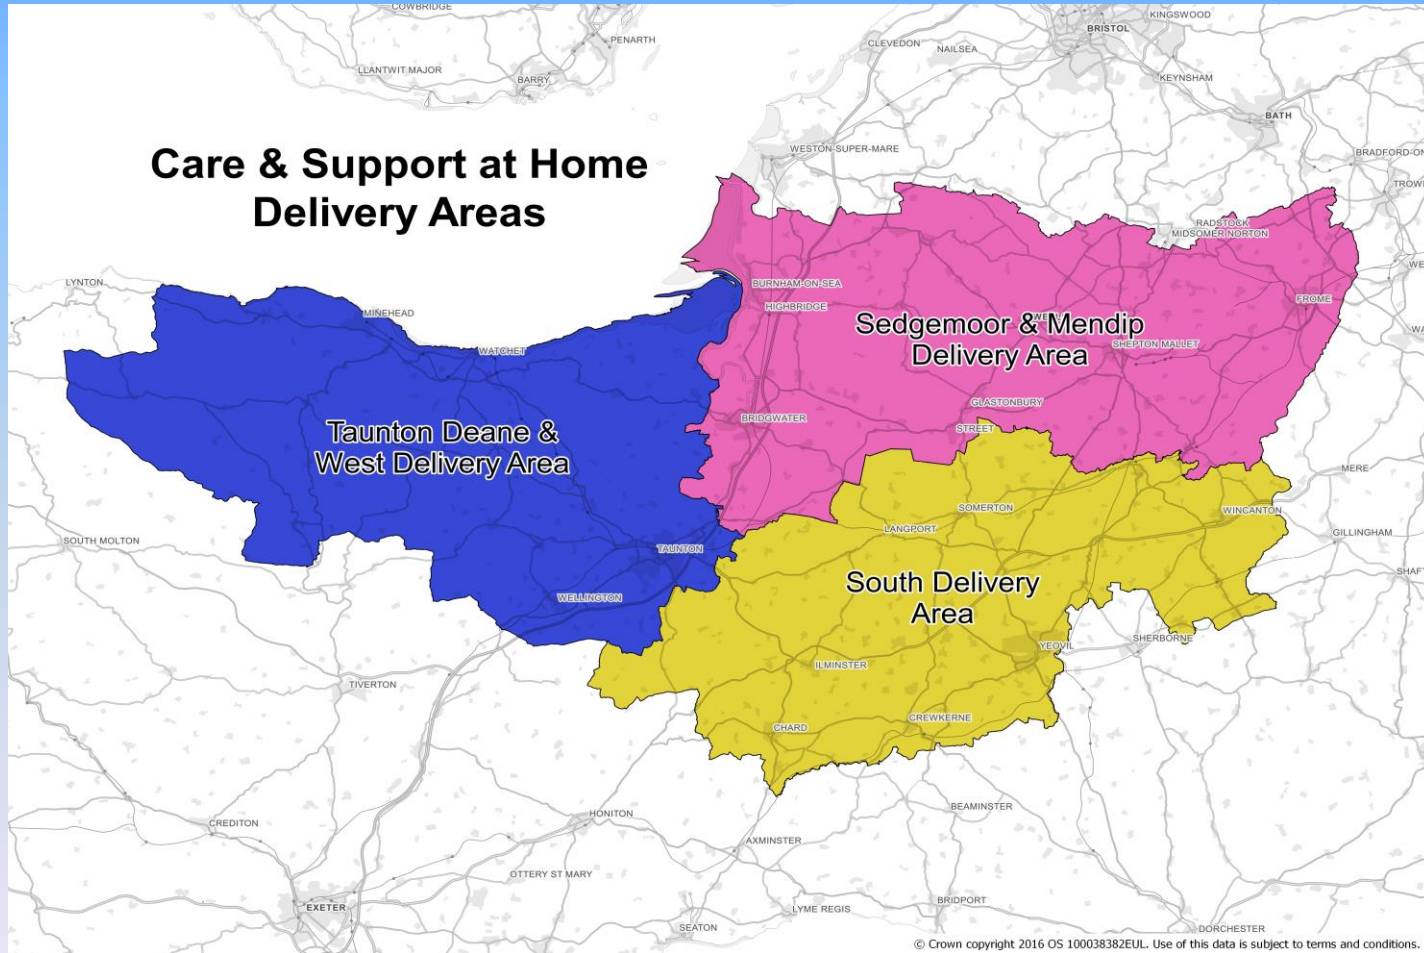 COWBRIDGE
KINGSWOOD
BRISTOL
PENARTH
CLEVEDON
NAILSEA
LLANTWIT MAJOR
BARRY
KEYNSHAM
BATH
WESTON-SUPER-MARE
BRADFORD-ON
Care & Support at Home
Delivery Areas
TROW
RADSTOCK
MIDSOMER NORTON
LYNTON
BURNHAM-ON-SEA
HIGHBRIDGE
FROME
MINEHEAD
Sedgemoor & Mendip
Delivery Area
SHEPTON MALLET
WATCHET
GLASTONBURY
BRIDGWATER
STREET
Taunton Deane &
West Delivery Area
MERE
SOMERTON
WINCANTON
LANGPORT
GILLINGHAM
SOUTH MOLTON
TAUNTON
SHAF
South Delivery
Area
WELLINGTON
SHERBORNE
YEOVIL
ILMINSTER
TIVERTON
CREWKERNE
CHARD
BEAMINSTER
HONITON
CREDITON
AXMINSTER
OTTERY ST MARY
BRIDPORT
LYME REGIS
EXETER
SEATON
DORCHESTER
© Crown copyright 2016 OS 100038382EUL. Use of this data is subject to terms and conditions.